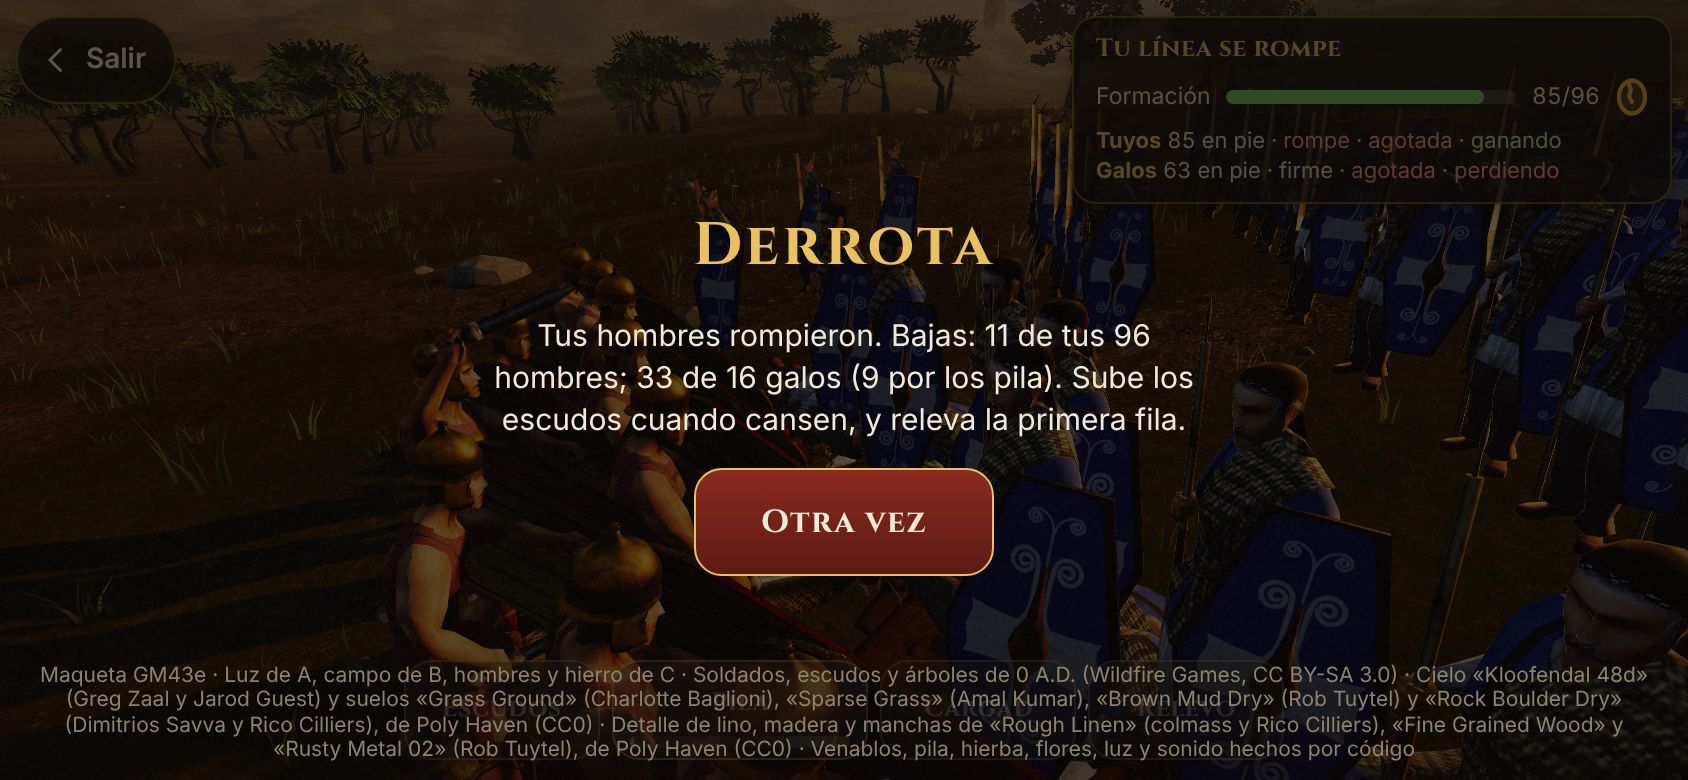 Salir
TU LÍNEA SE ROMPE
Formación 85/96
Tuyos 85 en pie · rompe · agotada · ganando
Galos 63 en pie · firme · agotada · perdiendo
DERROTA
Tus hombres rompieron. Bajas: 11 de tus 96
hombres; 33 de 16 galos (9 por los pila). Sube los
escudos cuando cansen, y releva la primera fila.
OTRA VEZ
Maqueta GM43e · Luz de A, campo de B, hombres y hierro de C · Soldados, escudos y árboles de 0 A.D. (Wildfire Games, CC BY-SA 3.0) · Cielo «Kloofendal 48d»
(Greg Zaal y Jarod Guest) y suelos «Grass Ground» (Charlotte Baglioni), «Sparse Grass» (Amal Kumar), «Brown Mud Dry» (Rob Tuytel) y «Rock Boulder Dry»
(Dimitrios Savva y Rico Cilliers), de Poly Haven (CC0) · Detalle de lino, madera y manchas de «Rough Linen» (colmass y Rico Cilliers), «Fine Grained Wood» y
«Rusty Metal 02» (Rob Tuytel), de Poly Haven (CC0) · Venablos, pila, hierba, flores, luz y sonido hechos por código
ESCUDOS CARGAD RELEVO